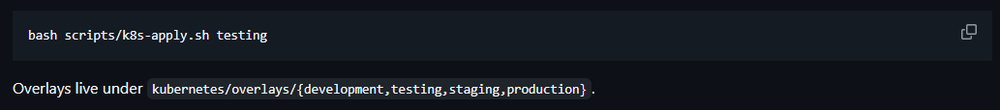 bash scripts/k8s-apply.sh testing
Overlays live under kubernetes/overlays/{development,testing,staging,production}.